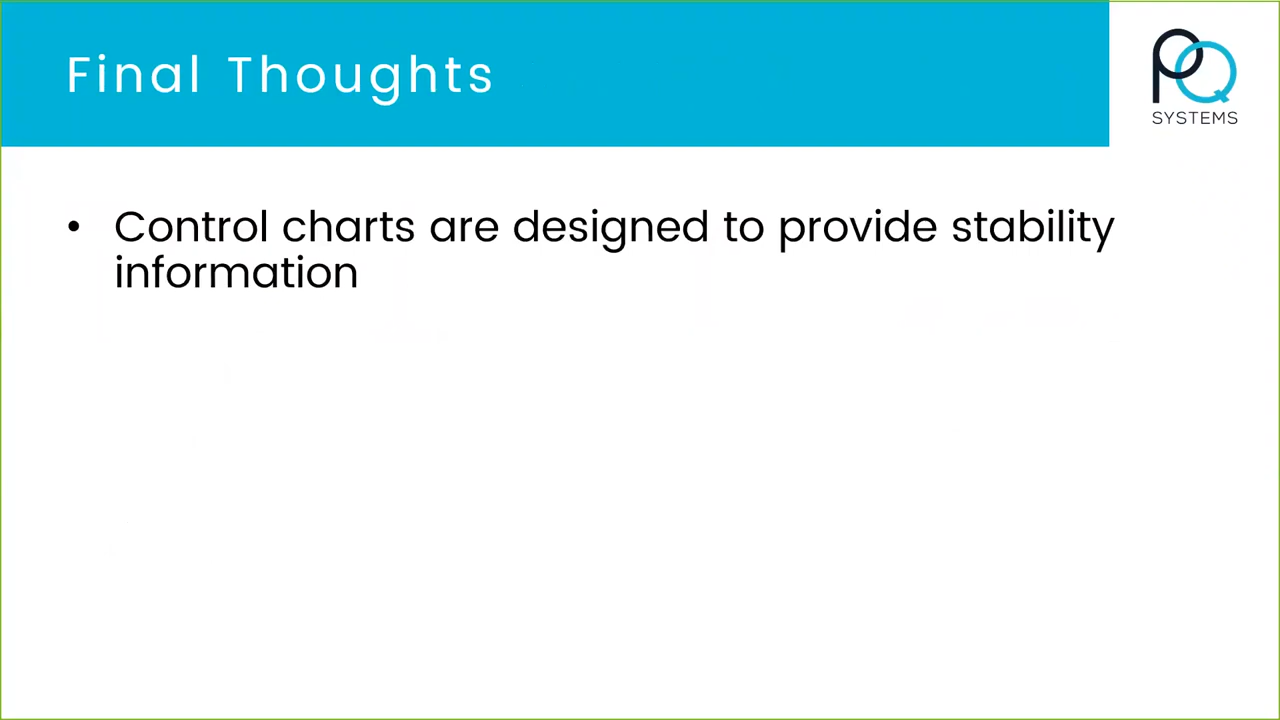 Final Thoughts
PQ
SYSTEMS
• Control charts are designed to provide stability
information